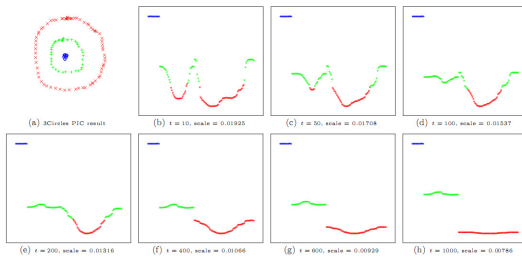 (a) 3Circles PIC result
(b) t = 10, scale = 0.01925
(c) t = 50, scale = 0.01708
(d) t = 100, scale = 0.01537
(e) t = 200, scale = 0.01316
(f) t = 400, scale = 0.01066
(g) t = 600, scale = 0.00929
(h) t = 1000, scale = 0.00786